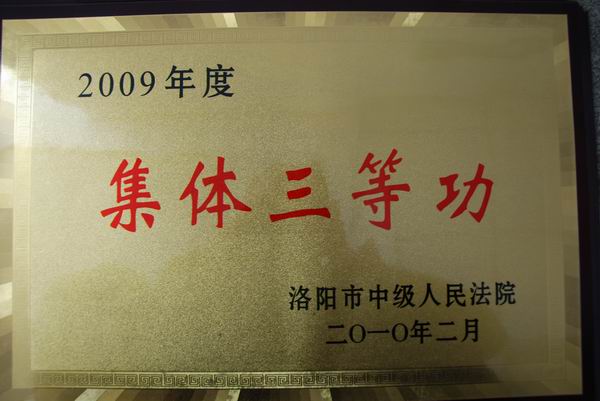 2009年度
集体三等功
洛阳市中级人民法院
二〇一〇年二月